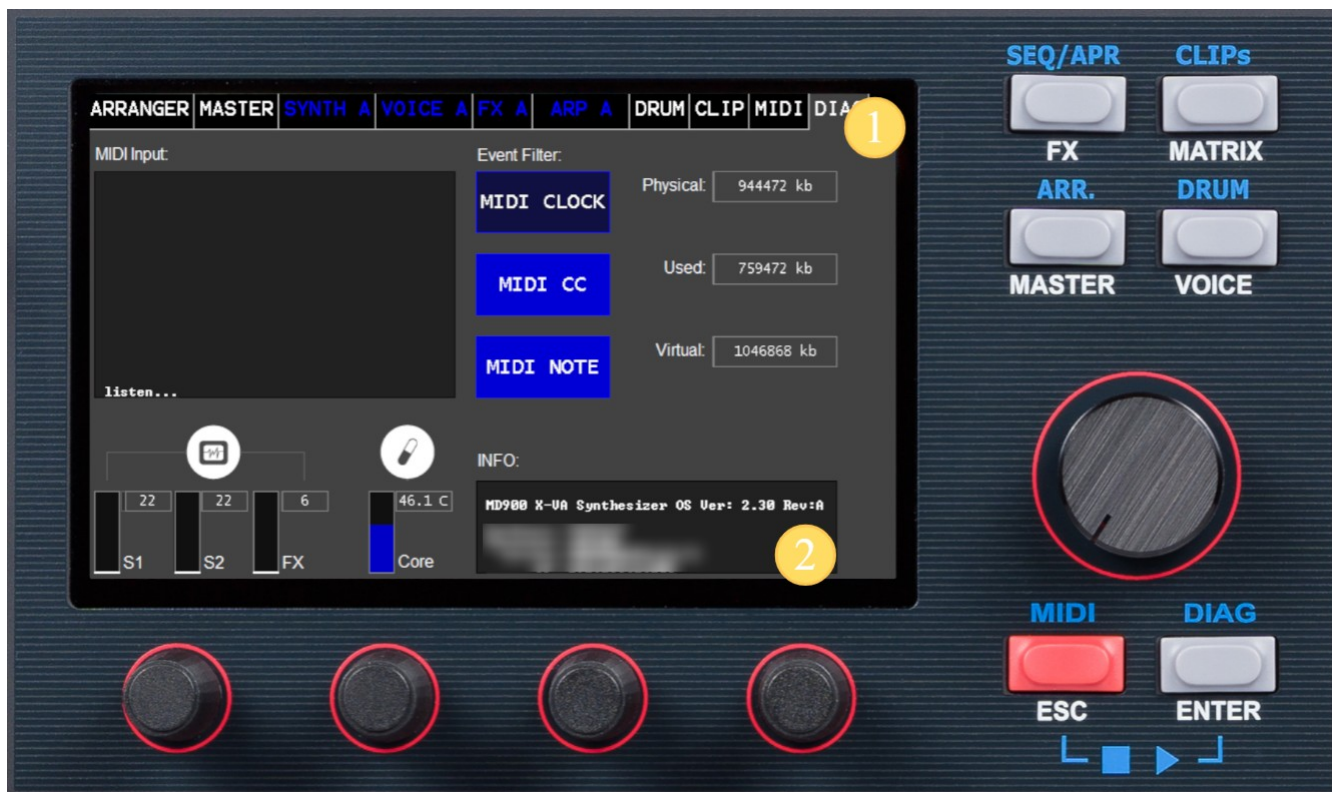 SEQ/APR CLIPs
FX MATRIX
ARR. DRUM
MASTER VOICE
ARRANGER MASTER SYNTH A VOICE A FX A ARP A DRUM CLIP MIDI
1
MIDI Input:
listen...
Event Filter:
MIDI CLOCK
MIDI CC
MIDI NOTE
Physical: 944472 kb
Used: 759472 kb
Virtual: 1046868 kb
22 22 6 46.1 C
S1 S2 FX Core
INFO:
MD900 X-VA Synthesizer OS Ver: 2.30 Rev:A
2
MIDI DIAG
ESC ENTER